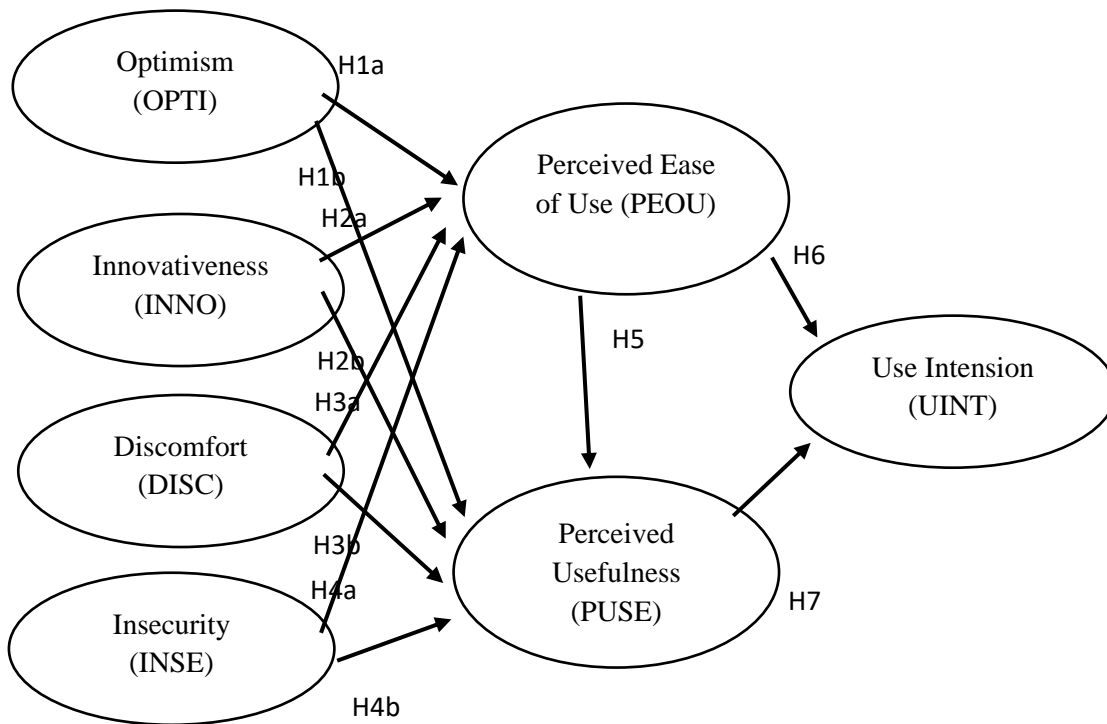 Optimism
(OPTI)
H1a
Perceived Ease
of Use (PEOU)
H1b
H2a
Innovativeness
(INNO)
H6
H5
H2b
Use Intension
(UINT)
H3a
Discomfort
(DISC)
Perceived
Usefulness
(PUSE)
H3b
H4a
H7
Insecurity
(INSE)
H4b